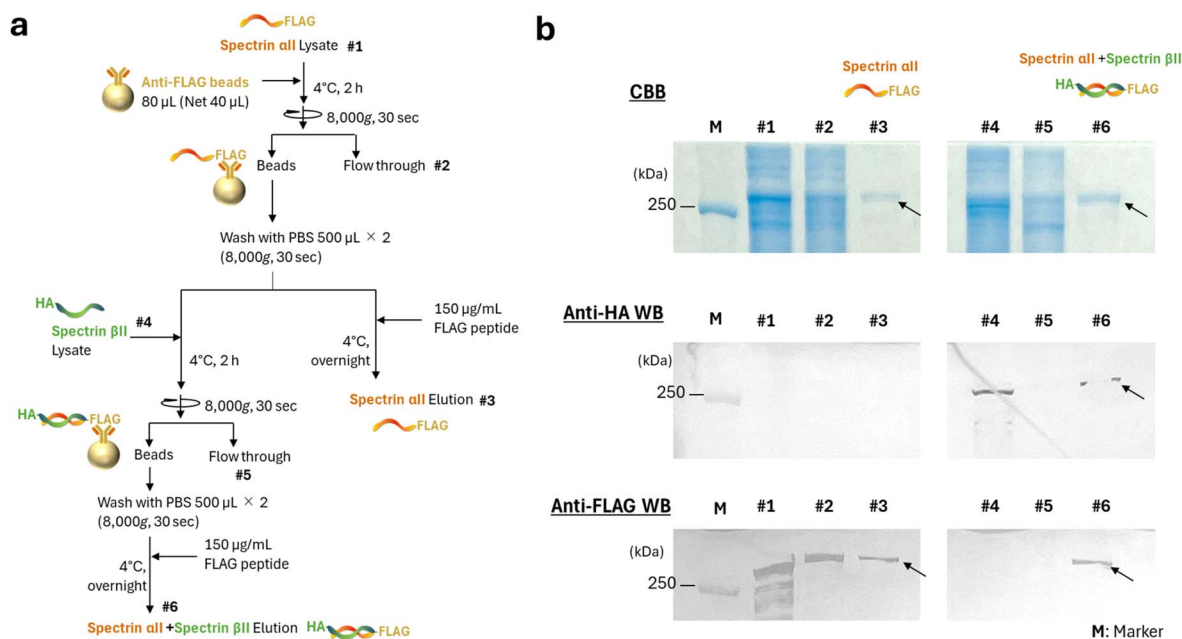 a
FLAG
Spectrin αII Lysate #1
Anti-FLAG beads
80 µL (Net 40 µL)
4°C, 2 h
8,000g, 30 sec
FLAG
Beads
Flow through #2
Wash with PBS 500 µL × 2
(8,000g, 30 sec)
HA
#4
Spectrin βII
Lysate
4°C, 2 h
150 µg/mL
FLAG peptide
4°C,
overnight
8,000g, 30 sec
Spectrin αII Elution #3
FLAG
HA
FLAG
Beads
Flow through
#5
Wash with PBS 500 µL × 2
(8,000g, 30 sec)
150 µg/mL
FLAG peptide
4°C,
overnight
#6
Spectrin αII +Spectrin βII Elution
HA
FLAG
b
Spectrin αII
FLAG
Spectrin αII +Spectrin βII
HA
FLAG
CBB
M #1 #2 #3 #4 #5 #6
(kDa)
250
Anti-HA WB
M #1 #2 #3 #4 #5 #6
(kDa)
250
Anti-FLAG WB
M #1 #2 #3 #4 #5 #6
(kDa)
250
M: Marker